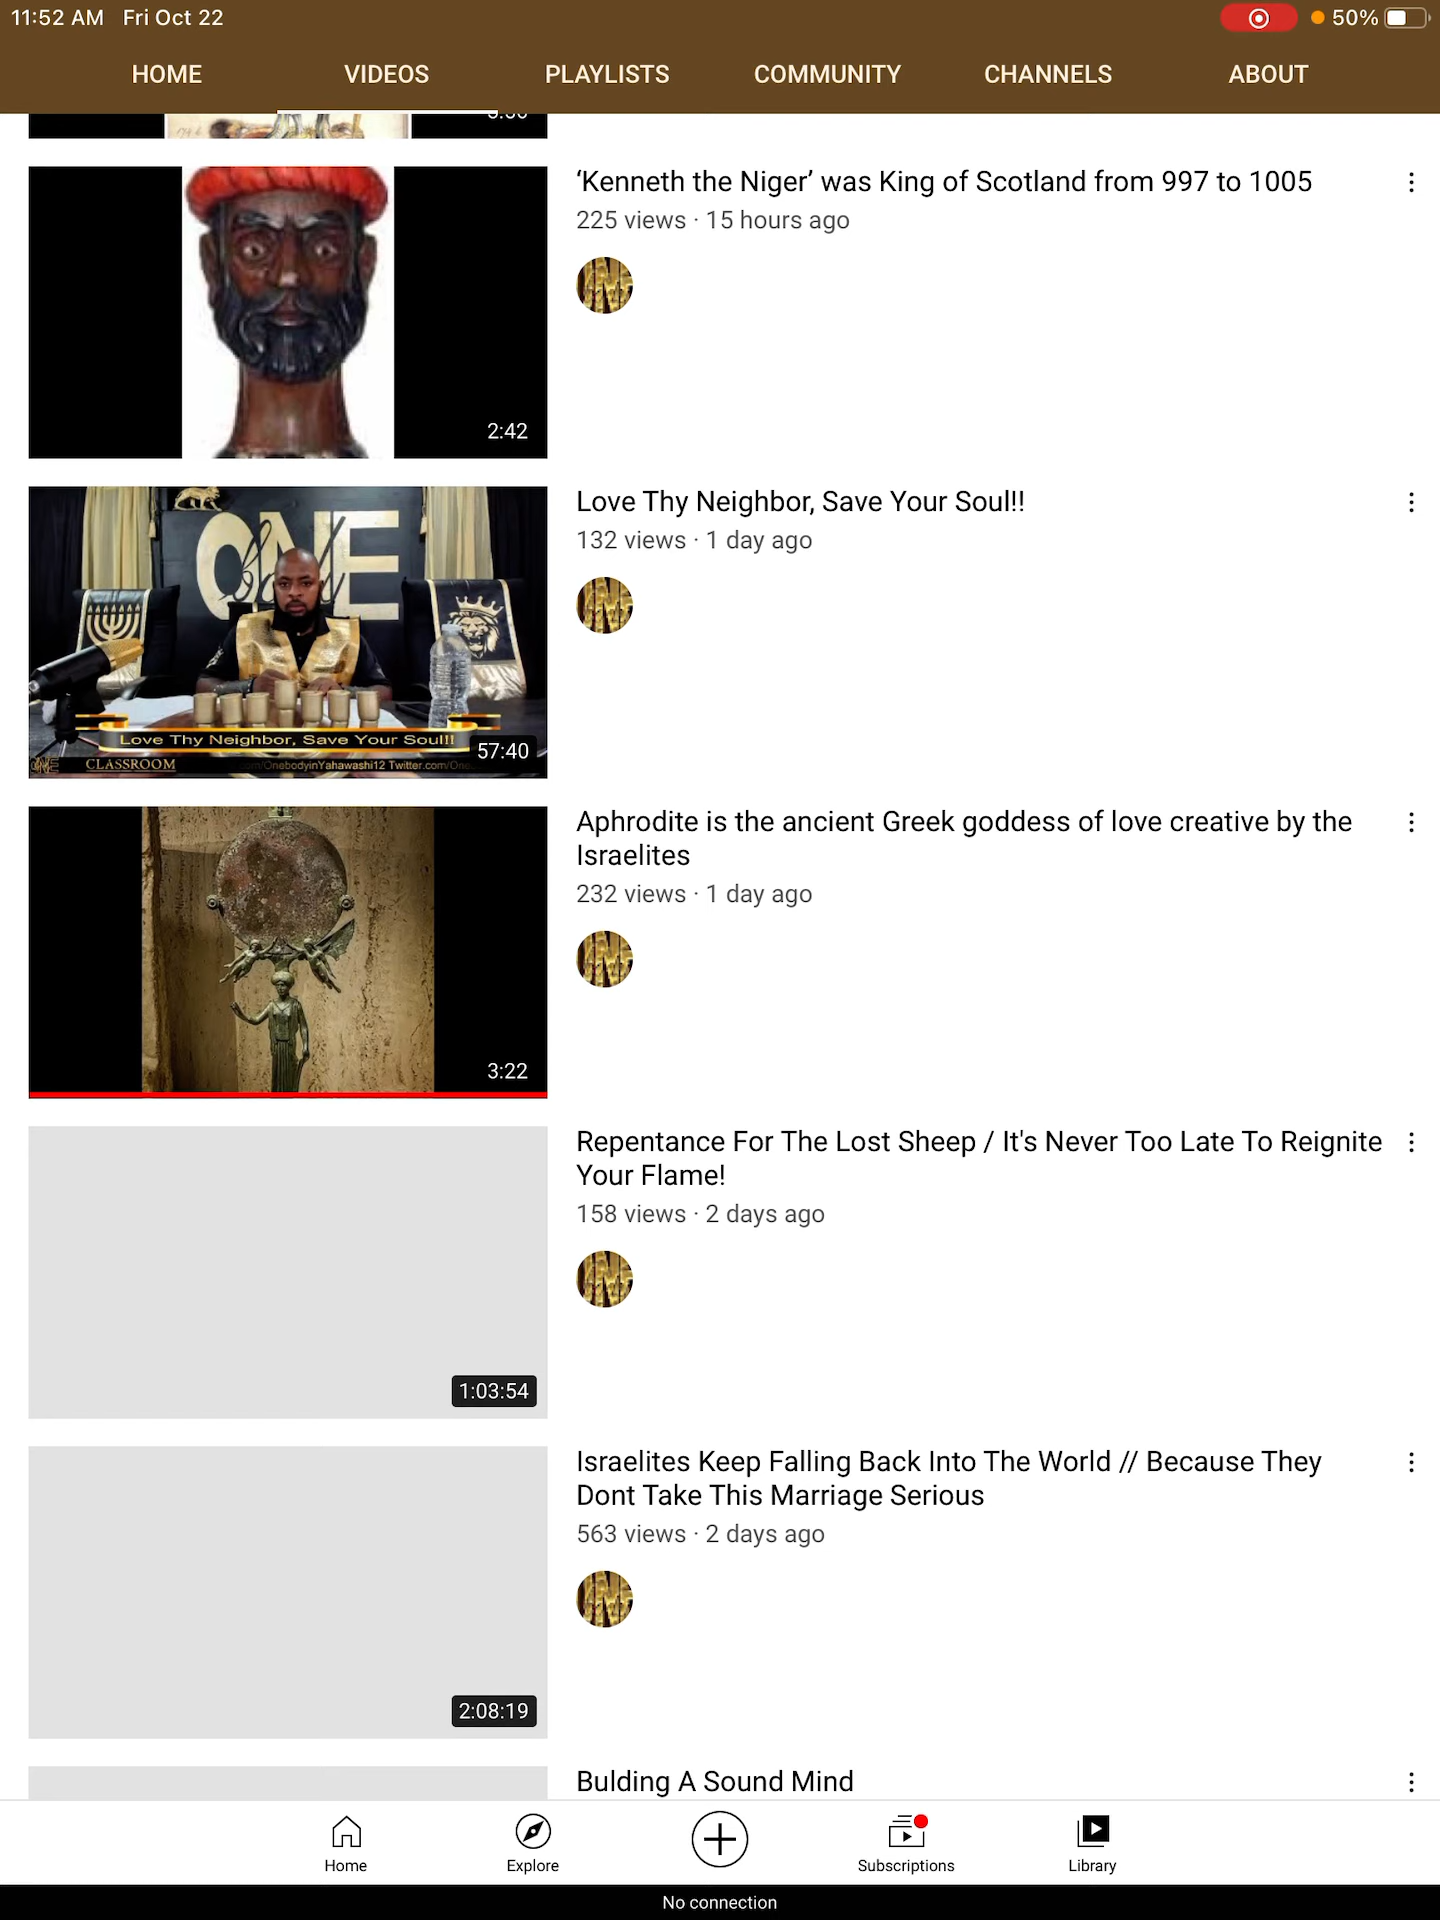 11:52 AM Fri Oct 22 50%
HOME VIDEOS PLAYLISTS COMMUNITY CHANNELS ABOUT
‘Kenneth the Niger’ was King of Scotland from 997 to 1005
225 views · 15 hours ago
2:42
Love Thy Neighbor, Save Your Soul!!
132 views · 1 day ago
ONE
body
Love Thy Neighbor, Save Your Soul!!
57:40
CLASSROOM
com/OnebodyinYahawashi12 Twitter.com/One
Aphrodite is the ancient Greek goddess of love creative by the
Israelites
232 views · 1 day ago
3:22
Repentance For The Lost Sheep / It's Never Too Late To Reignite
Your Flame!
158 views · 2 days ago
1:03:54
Israelites Keep Falling Back Into The World // Because They
Dont Take This Marriage Serious
563 views · 2 days ago
2:08:19
Bulding A Sound Mind
Home Explore Subscriptions Library
No connection